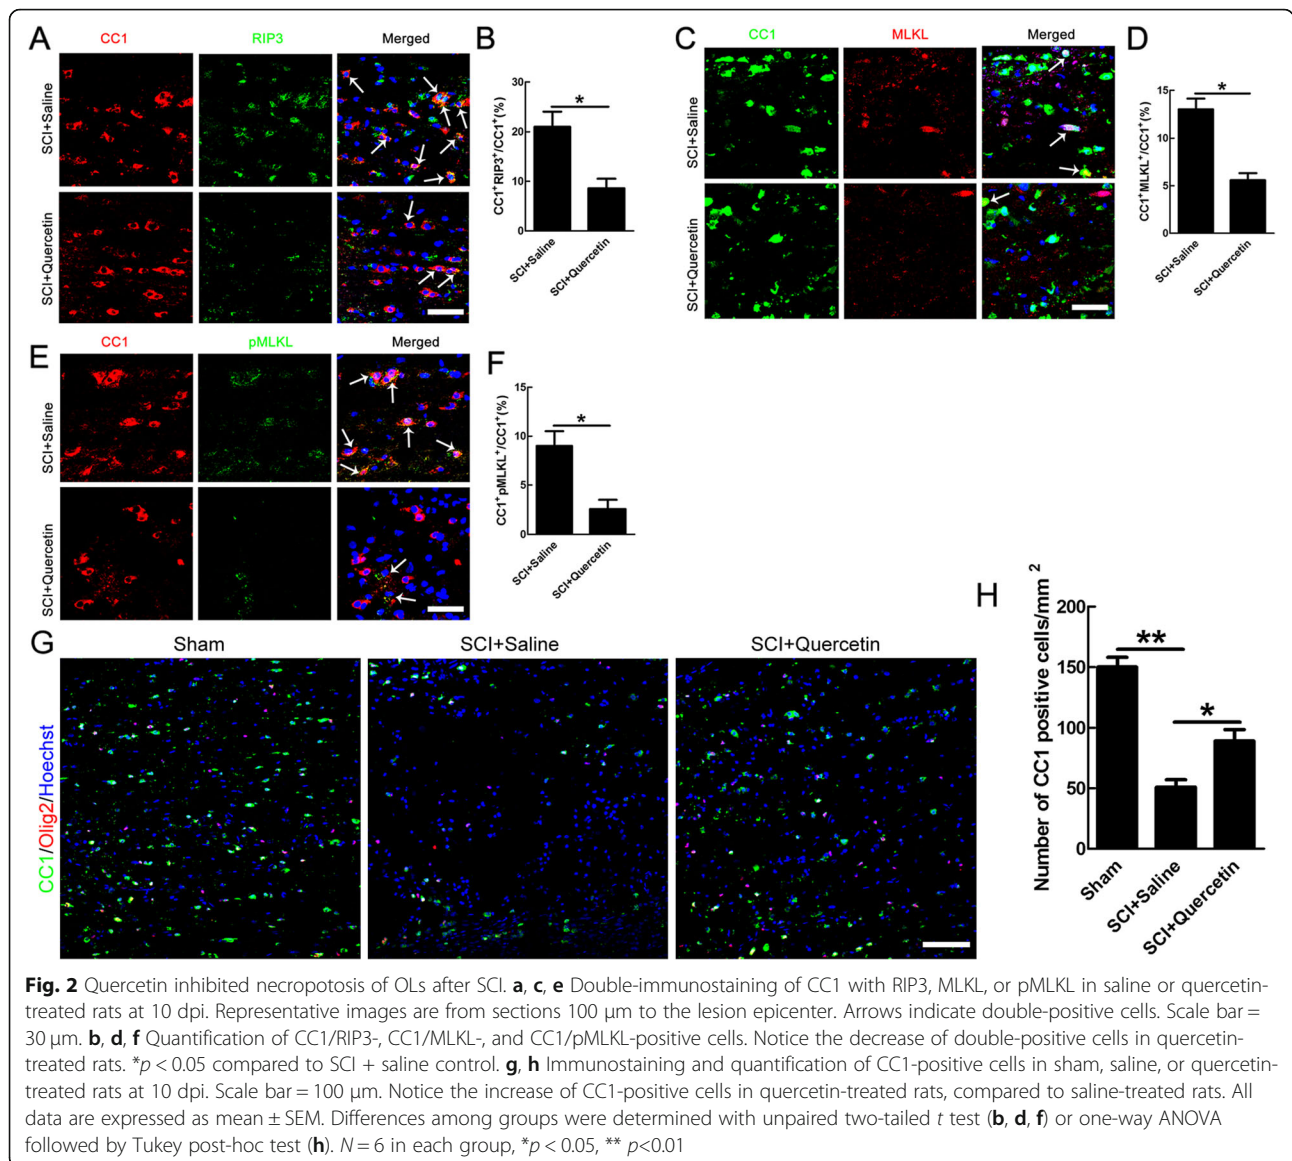 A
CC1 RIP3 Merged
SCI+Saline
SCI+Quercetin
B
CC1+RIP3+/CC1+(%)
30
20
10
0
*
SCI+Saline
SCI+Quercetin
C
CC1 MLKL Merged
SCI+Saline
SCI+Quercetin
D
CC1+MLKL+/CC1+(%)
15
10
5
0
*
SCI+Saline
SCI+Quercetin
E
CC1 pMLKL Merged
SCI+Saline
SCI+Quercetin
F
CC1+pMLKL+/CC1+(%)
15
10
5
0
*
SCI+Saline
SCI+Quercetin
G
Sham SCI+Saline SCI+Quercetin
CC1/Olig2/Hoechst
H
Number of CC1 positive cells/mm2
200
150
100
50
0
**
*
Sham
SCI+Saline
SCI+Quercetin
Fig. 2 Quercetin inhibited necropotosis of OLs after SCI. a, c, e Double-immunostaining of CC1 with RIP3, MLKL, or pMLKL in saline or quercetin-
treated rats at 10 dpi. Representative images are from sections 100 μm to the lesion epicenter. Arrows indicate double-positive cells. Scale bar =
30 μm. b, d, f Quantification of CC1/RIP3-, CC1/MLKL-, and CC1/pMLKL-positive cells. Notice the decrease of double-positive cells in quercetin-
treated rats. *p < 0.05 compared to SCI + saline control. g, h Immunostaining and quantification of CC1-positive cells in sham, saline, or quercetin-
treated rats at 10 dpi. Scale bar = 100 μm. Notice the increase of CC1-positive cells in quercetin-treated rats, compared to saline-treated rats. All
data are expressed as mean ± SEM. Differences among groups were determined with unpaired two-tailed t test (b, d, f) or one-way ANOVA
followed by Tukey post-hoc test (h). N = 6 in each group, *p < 0.05, ** p<0.01